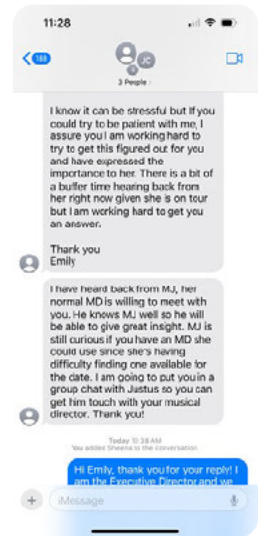 11:28
188
JC
3 People
I know it can be stressful but If you
could try to be patient with me, I
assure you I am working hard to
try to get this figured out for you
and have expressed the
importance to her. There is a bit of
a buffer time hearing back from
her right now given she is on tour
but I am working hard to get you
an answer.
Thank you
Emily
I have heard back from MJ, her
normal MD is willing to meet with
you. He knows MJ well so he will
be able to give great insight. MJ is
still curious if you have an MD she
could use since she's having
difficulty finding one available for
the date. I am going to put you in a
group chat with Justus so you can
get him touch with your musical
director. Thank you!
Today 10:38 AM
You added Sheena to the conversation
Hi Emily, thank you for your reply! I
am the Executive Director and we
iMessage